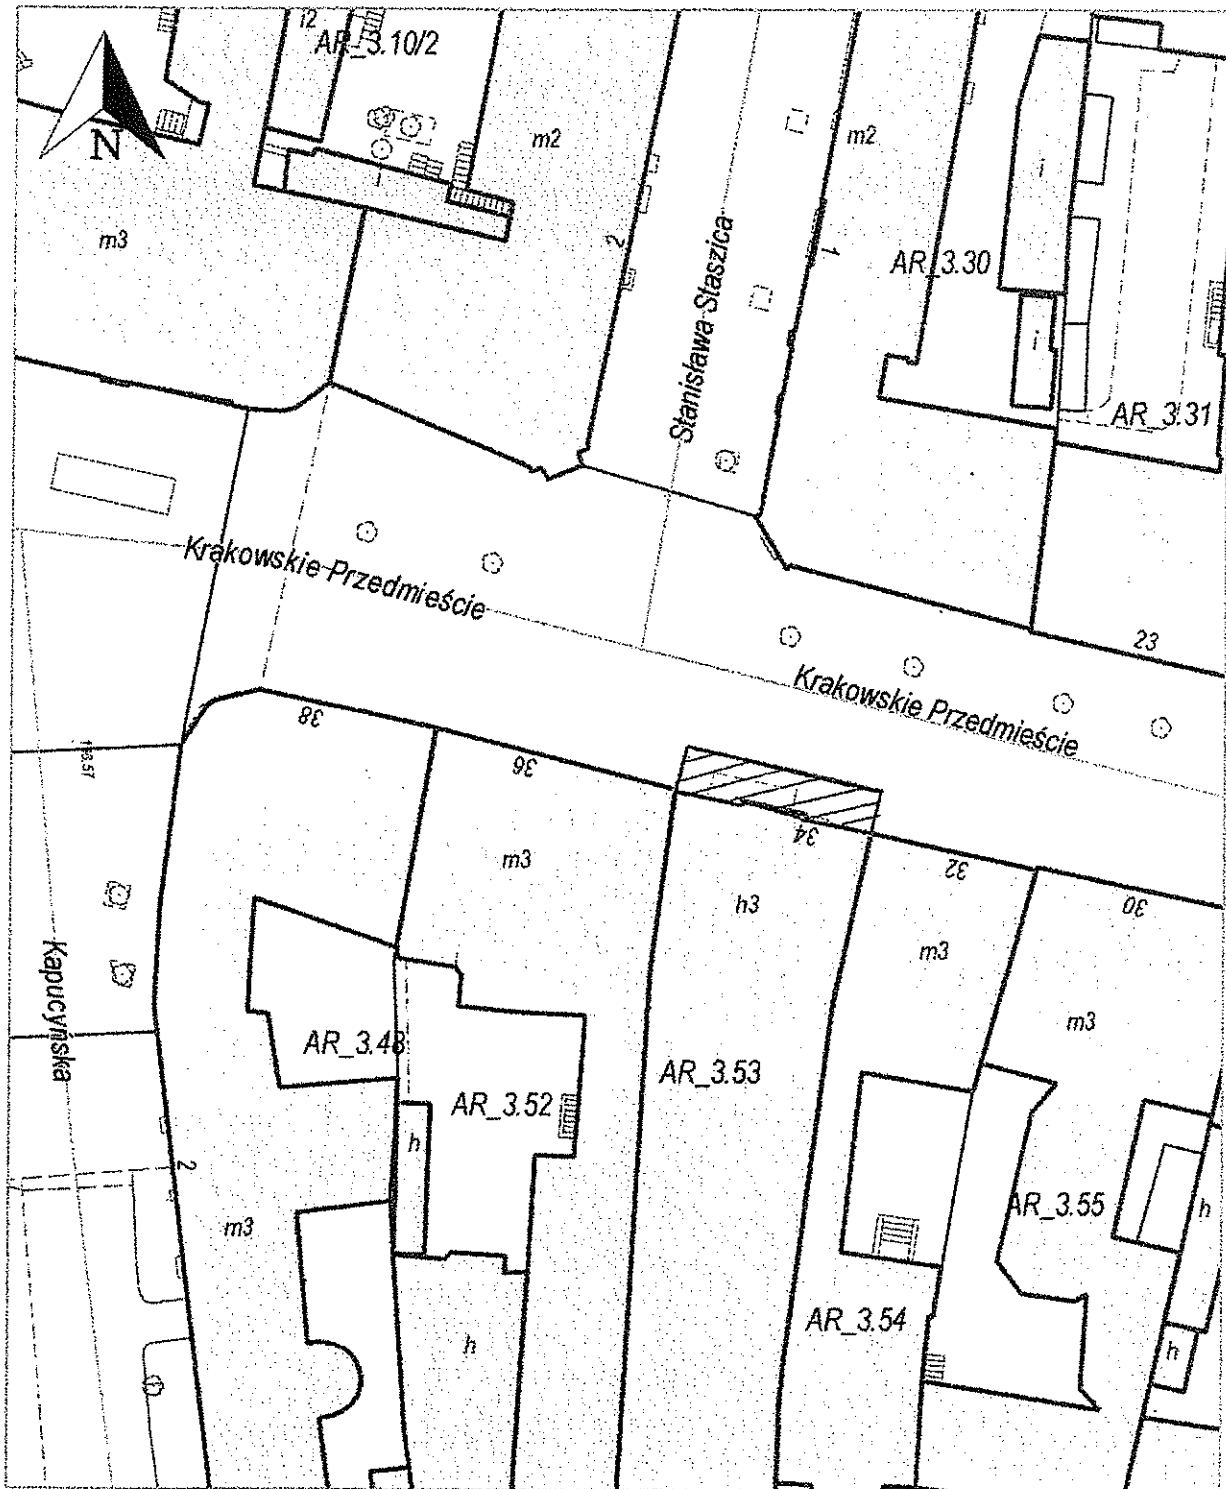 i2
AR_3.10/2
N
m2
m2
i
m3
i
2
1
AR_3.30
Stanisława Staszica
i
AR_3.31
Krakowskie Przedmieście
23
Krakowskie Przedmieście
38
36
34
32
30
m3
h3
m3
m3
Kapucyńska
AR_3.48
AR_3.52
AR_3.53
h
2
m3
AR_3.55
h
AR_3.54
h
h